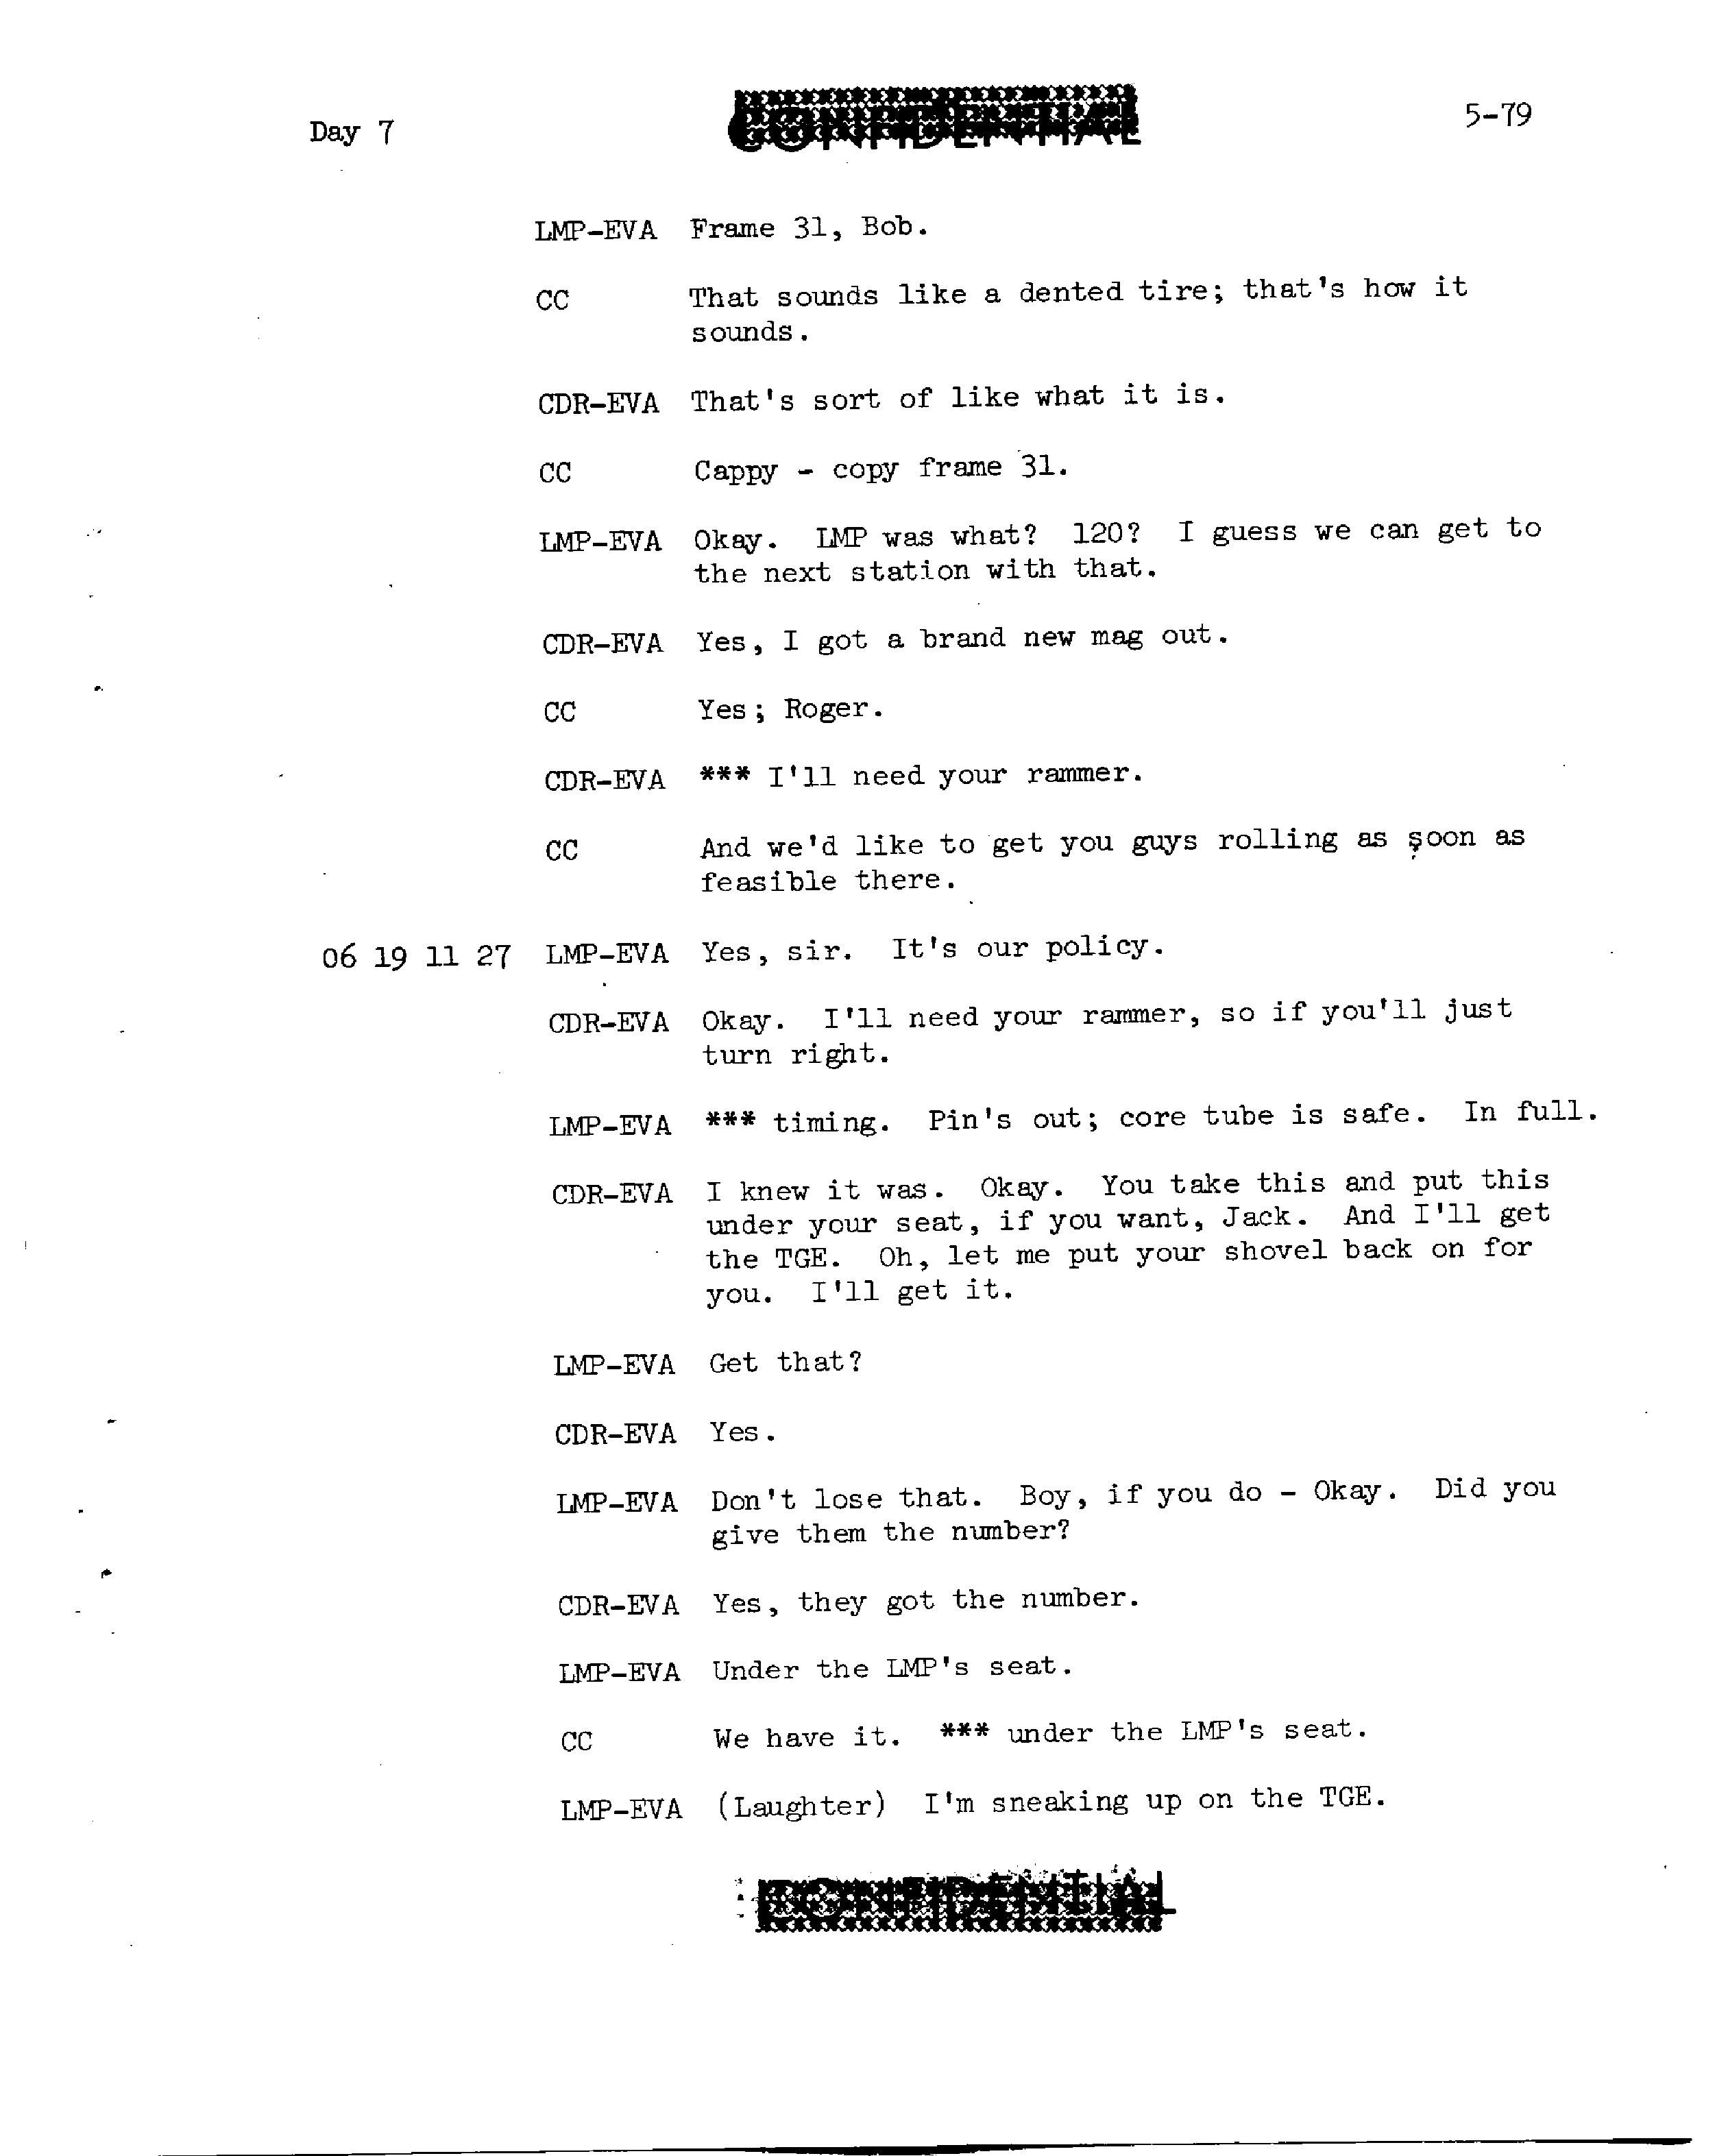 Day 7
CONFIDENTIAL
5-79
LMP-EVA Frame 31, Bob.
CC That sounds like a dented tire; that's how it
sounds.
CDR-EVA That's sort of like what it is.
CC Cappy - copy frame 31.
LMP-EVA Okay. LMP was what? 120? I guess we can get to
the next station with that.
CDR-EVA Yes, I got a brand new mag out.
CC Yes; Roger.
CDR-EVA *** I'll need your rammer.
CC And we'd like to get you guys rolling as soon as
feasible there.
06 19 11 27 LMP-EVA Yes, sir. It's our policy.
CDR-EVA Okay. I'll need your rammer, so if you'll just
turn right.
LMP-EVA *** timing. Pin's out; core tube is safe. In full.
CDR-EVA I knew it was. Okay. You take this and put this
under your seat, if you want, Jack. And I'll get
the TGE. Oh, let me put your shovel back on for
you. I'll get it.
LMP-EVA Get that?
CDR-EVA Yes.
LMP-EVA Don't lose that. Boy, if you do - Okay. Did you
give them the number?
CDR-EVA Yes, they got the number.
LMP-EVA Under the LMP's seat.
CC We have it. *** under the LMP's seat.
LMP-EVA (Laughter) I'm sneaking up on the TGE.
CONFIDENTIAL